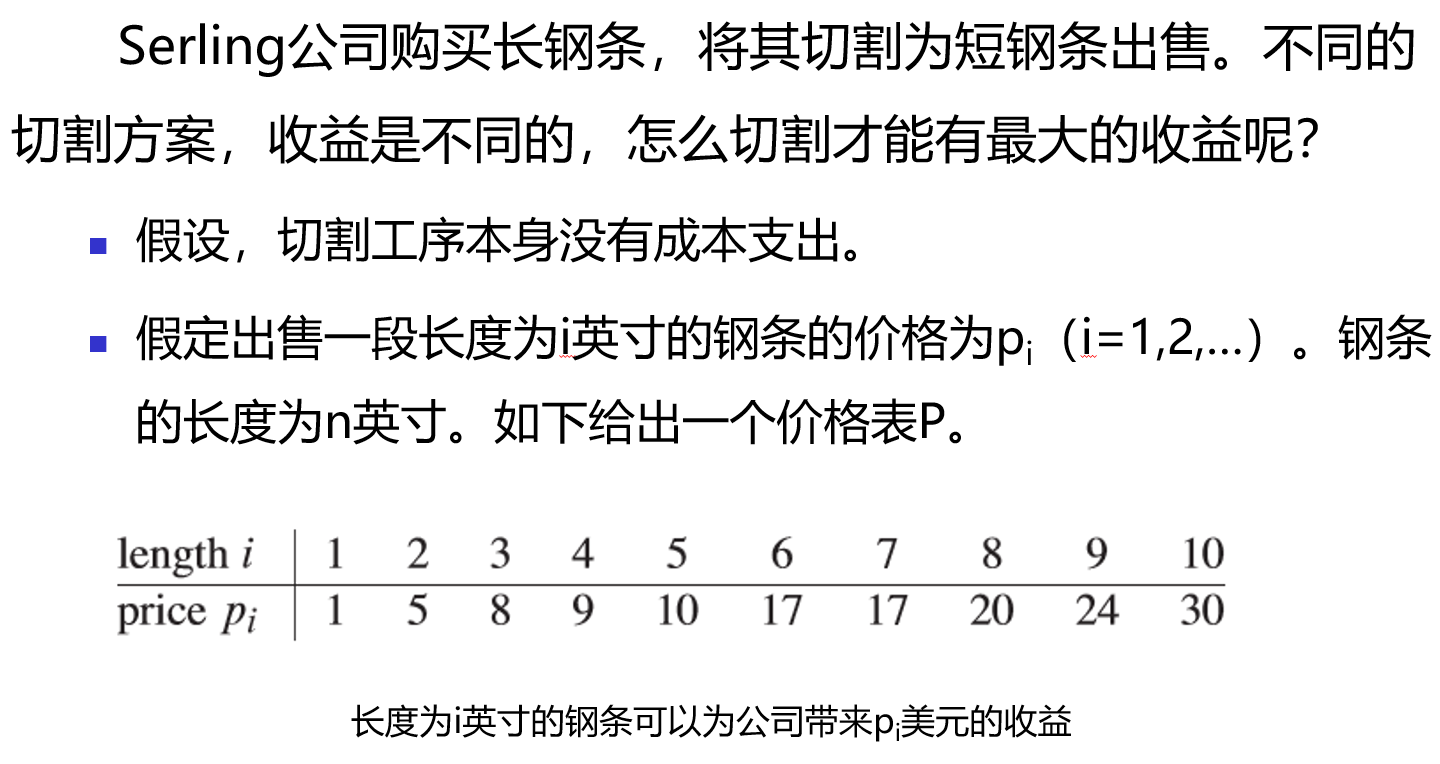 Serling公司购买长钢条，将其切割为短钢条出售。不同的
切割方案，收益是不同的，怎么切割才能有最大的收益呢？
假设，切割工序本身没有成本支出。
假定出售一段长度为i英寸的钢条的价格为pi（i=1,2,…）。钢条
的长度为n英寸。如下给出一个价格表P。
length i 1 2 3 4 5 6 7 8 9 10
price pi 1 5 8 9 10 17 17 20 24 30
长度为i英寸的钢条可以为公司带来pi美元的收益